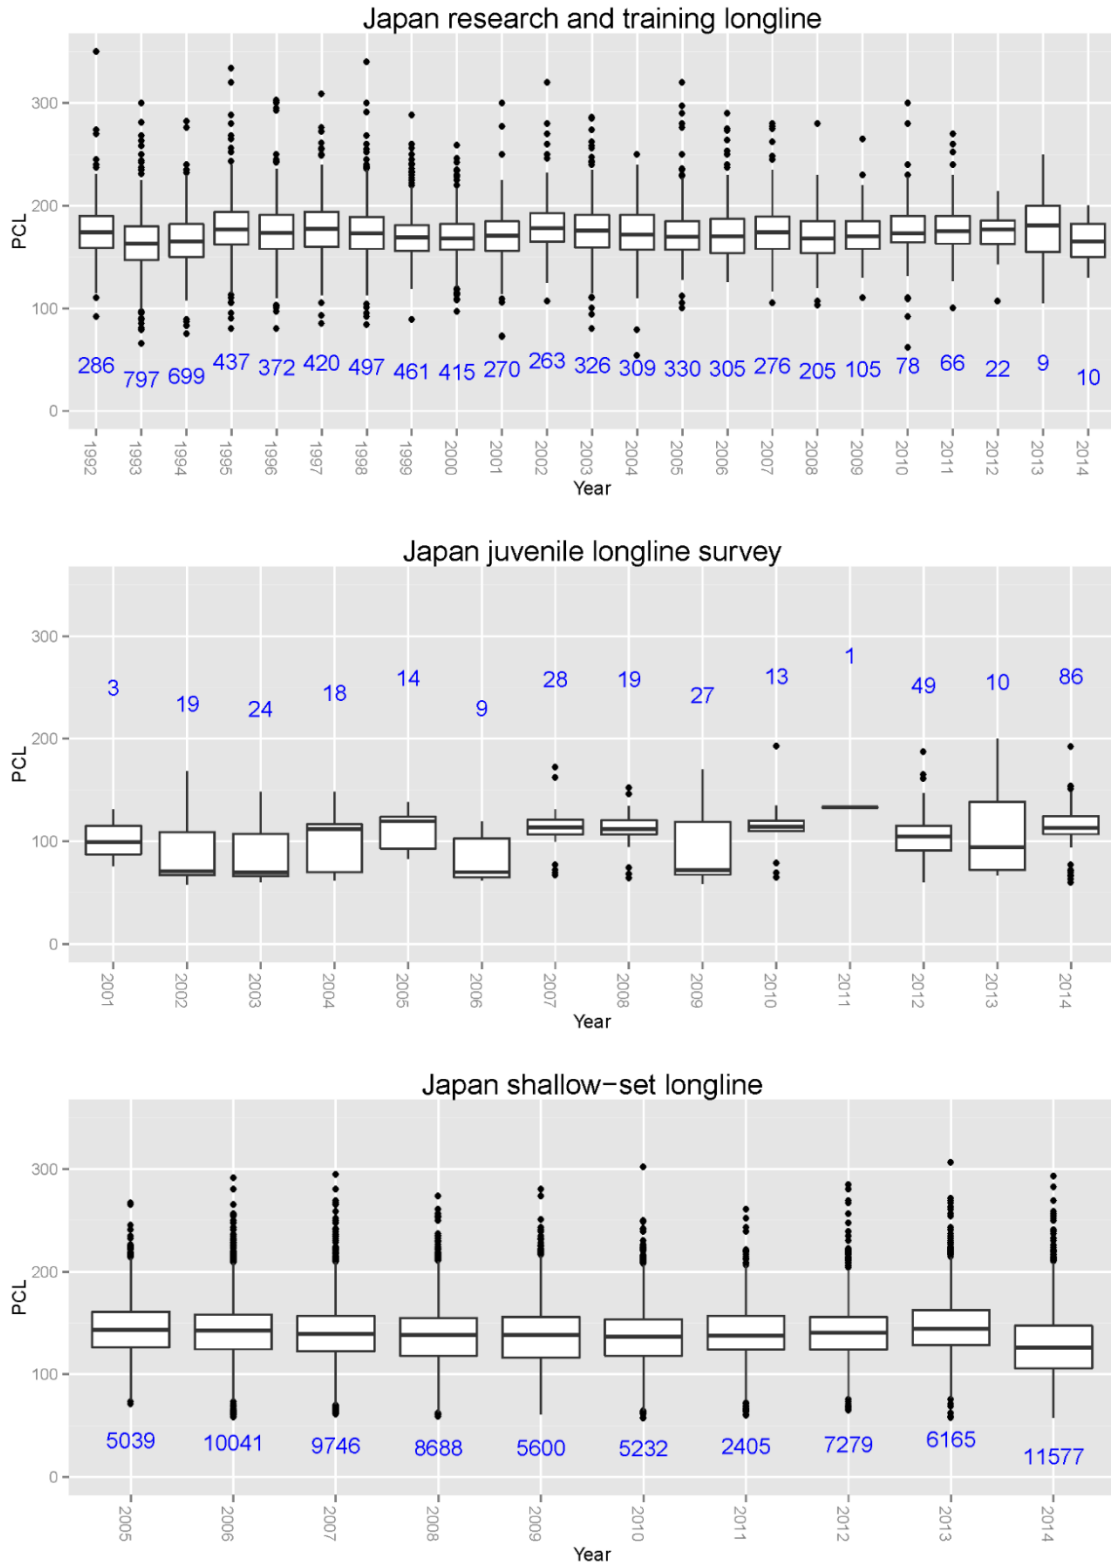 Japan research and training longline
PCL
300
200
100
0
286 797 699 437 372 420 497 461 415 270 263 326 309 330 305 276 205 105 78 66 22 9 10
1992 1993 1994 1995 1996 1997 1998 1999 2000 2001 2002 2003 2004 2005 2006 2007 2008 2009 2010 2011 2012 2013 2014
Year
Japan juvenile longline survey
PCL
300
200
100
0
3 19 24 18 14 9 28 19 27 13 1 49 10 86
2001 2002 2003 2004 2005 2006 2007 2008 2009 2010 2011 2012 2013 2014
Year
Japan shallow−set longline
PCL
300
200
100
0
5039 10041 9746 8688 5600 5232 2405 7279 6165 11577
2005 2006 2007 2008 2009 2010 2011 2012 2013 2014
Year